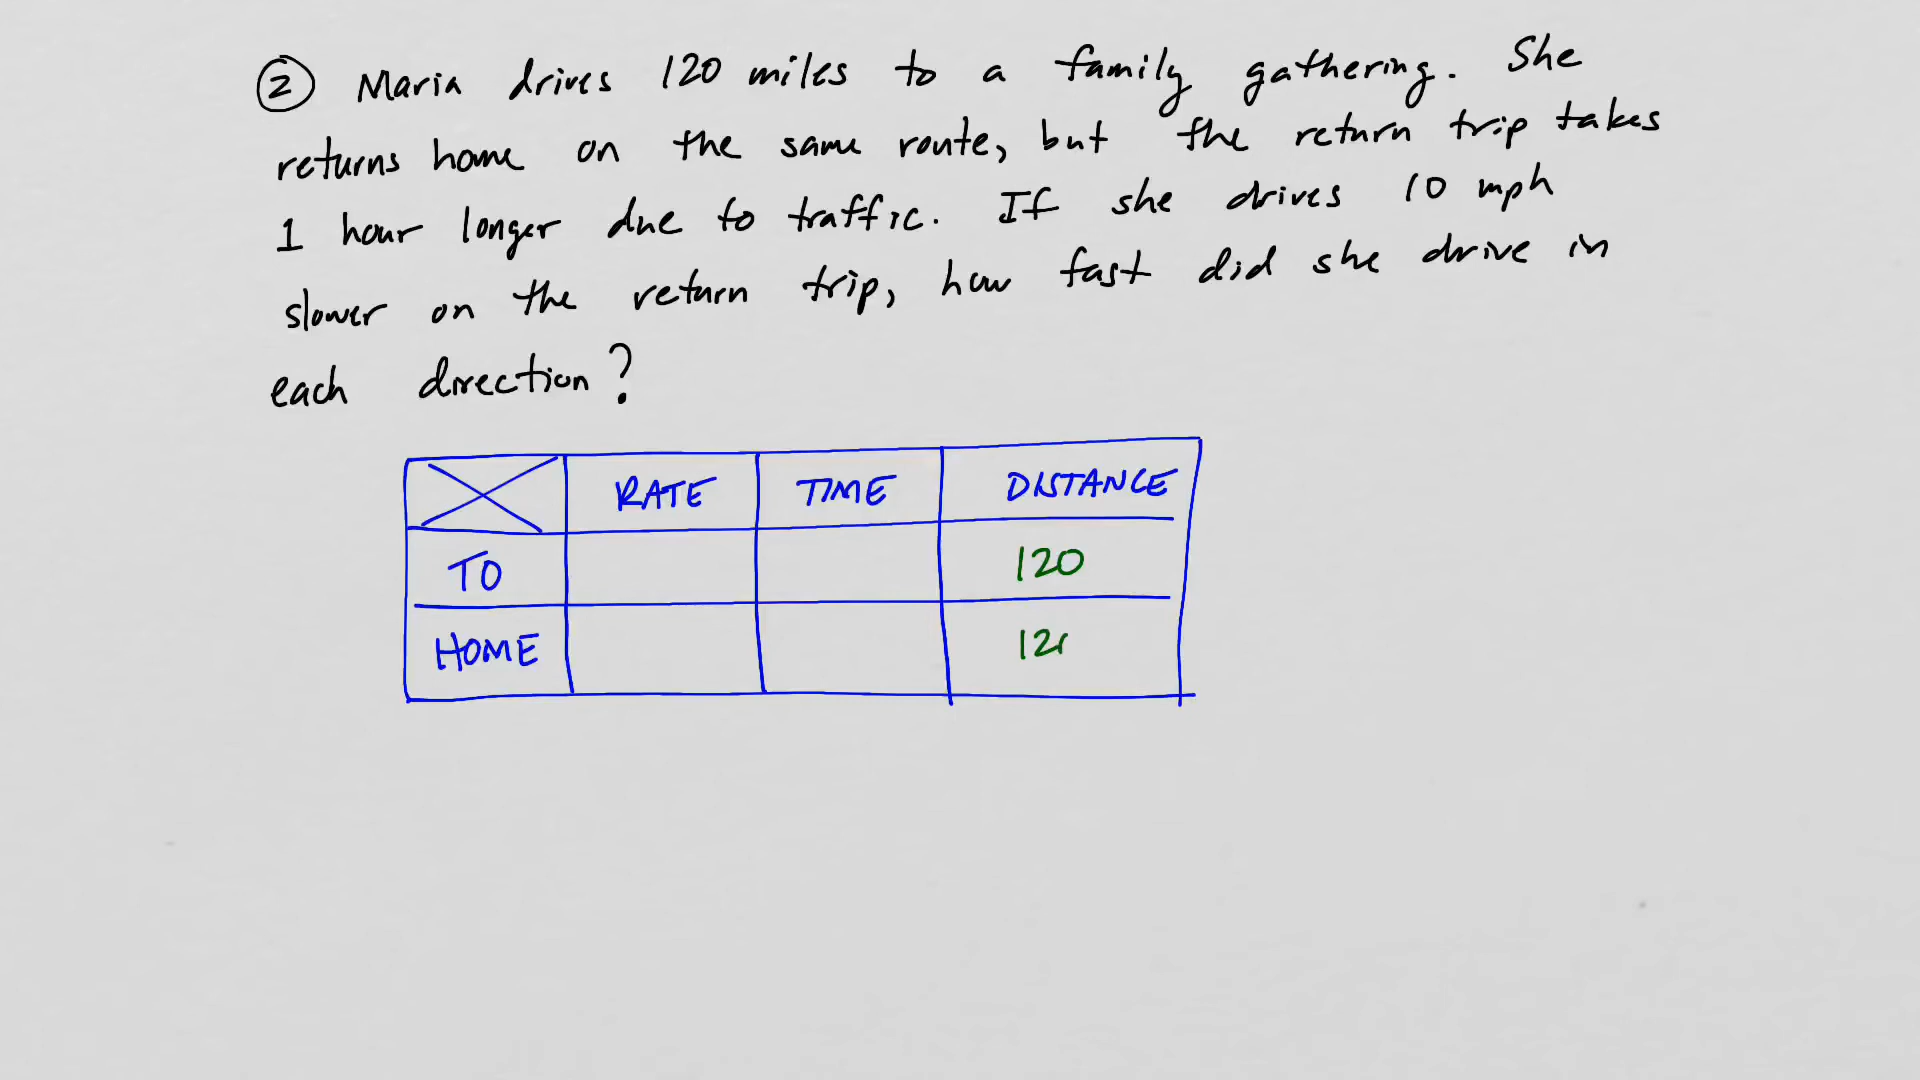 2 Maria drives 120 miles to a family gathering. She
returns home on the same route, but the return trip takes
1 hour longer due to traffic. If she drives 10 mph
slower on the return trip, how fast did she drive in
each direction?
RATE TIME DISTANCE
TO 120
HOME 12